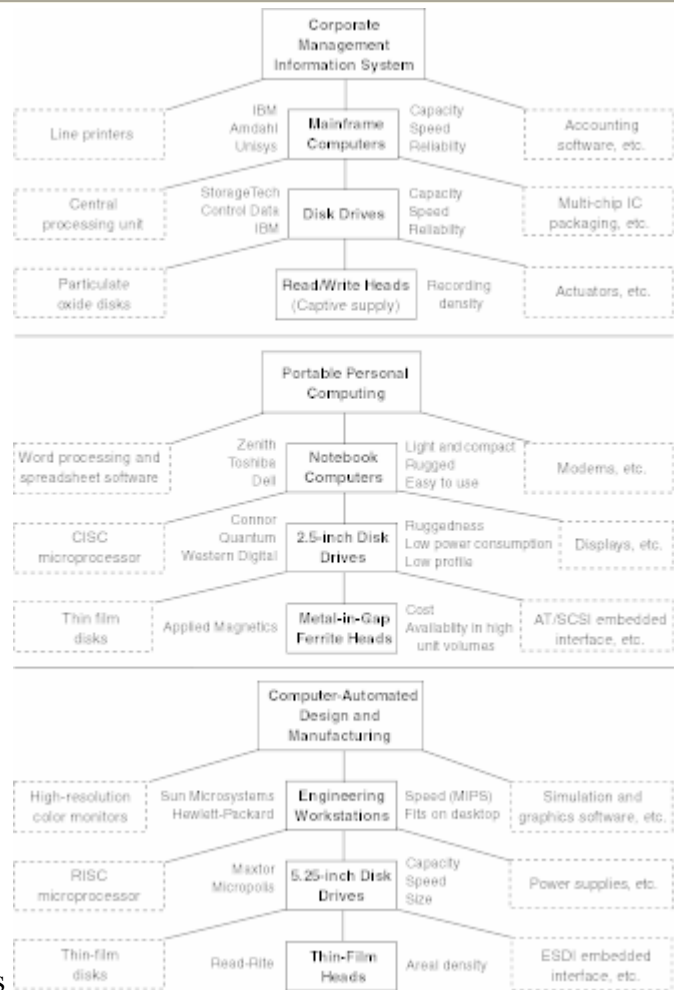 Corporate
Management
Information System
Line printers
IBM
Amdahl
Unisys
Mainframe
Computers
Capacity
Speed
Reliabilty
Accounting
software, etc.
Central
processing unit
StorageTech
Control Data
IBM
Disk Drives
Capacity
Speed
Reliabilty
Multi-chip IC
packaging, etc.
Particulate
oxide disks
Read/Write Heads
(Captive supply)
Recording
density
Actuators, etc.
Portable Personal
Computing
Word processing and
spreadsheet software
Zenith
Toshiba
Dell
Notebook
Computers
Light and compact
Rugged
Easy to use
Modems, etc.
CISC
microprocessor
Connor
Quantum
Western Digital
2.5-inch Disk
Drives
Ruggedness
Low power consumption
Low profile
Displays, etc.
Thin film
disks
Applied Magnetics
Metal-in-Gap
Ferrite Heads
Cost
Availablity in high
unit volumes
AT/SCSI embedded
interface, etc.
Computer-Automated
Design and
Manufacturing
High-resolution
color monitors
Sun Microsystems
Hewlett-Packard
Engineering
Workstations
Speed (MIPS)
Fits on desktop
Simulation and
graphics software, etc.
RISC
microprocessor
Maxtor
Micropolis
5.25-inch Disk
Drives
Capacity
Speed
Size
Power supplies, etc.
Thin-film
disks
Read-Rite
Thin-Film
Heads
Areal density
ESDI embedded
interface, etc.
s